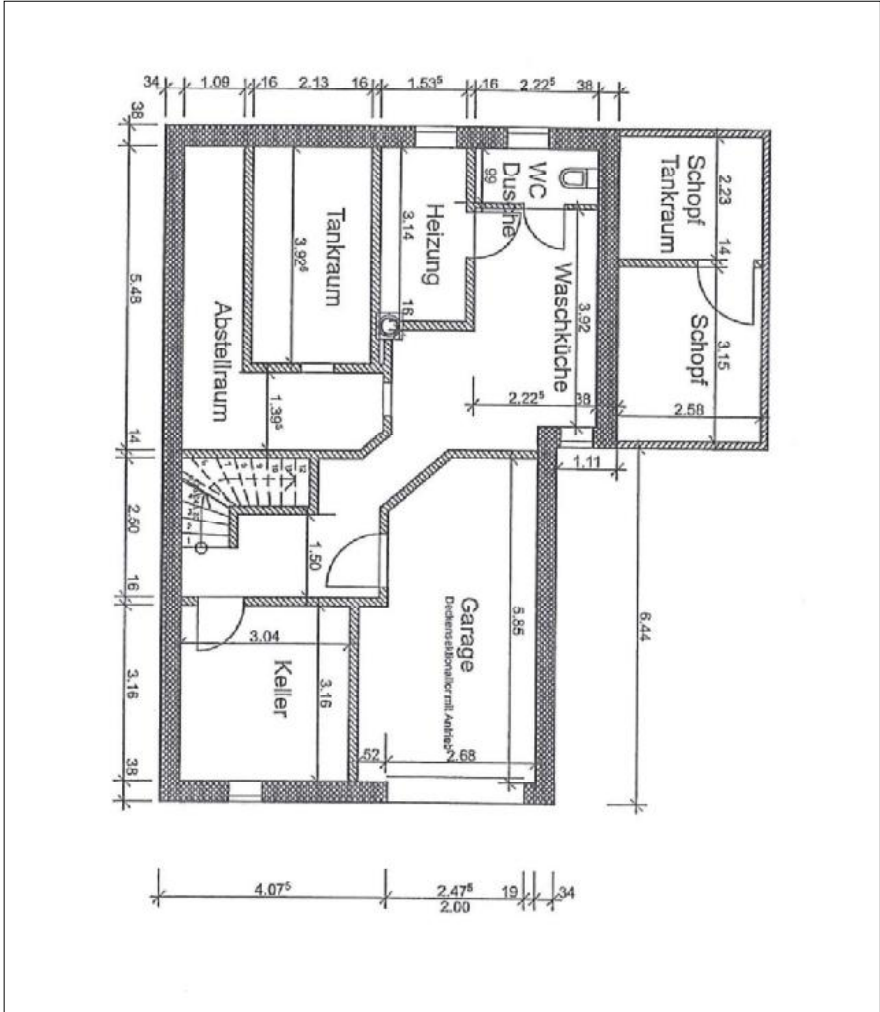 34 1.09 16 2.13 16 1.53⁵ 16 2.22⁵ 38
38
5.48
14
2.50
16
3.16
38
Schopf
Tankraum
2.23
14
Schopf
3.15
2.58
WC
Dusche
99
Waschküche
3.92
2.22⁵ 38
1.11
Heizung
3.14
16
Tankraum
3.92⁵
Abstellraum
1.39⁵
1.50
Garage
5.85
6.44
Keller
3.04
3.16
52 2.68
4.07⁵ 2.47⁵ 19 34
2.00